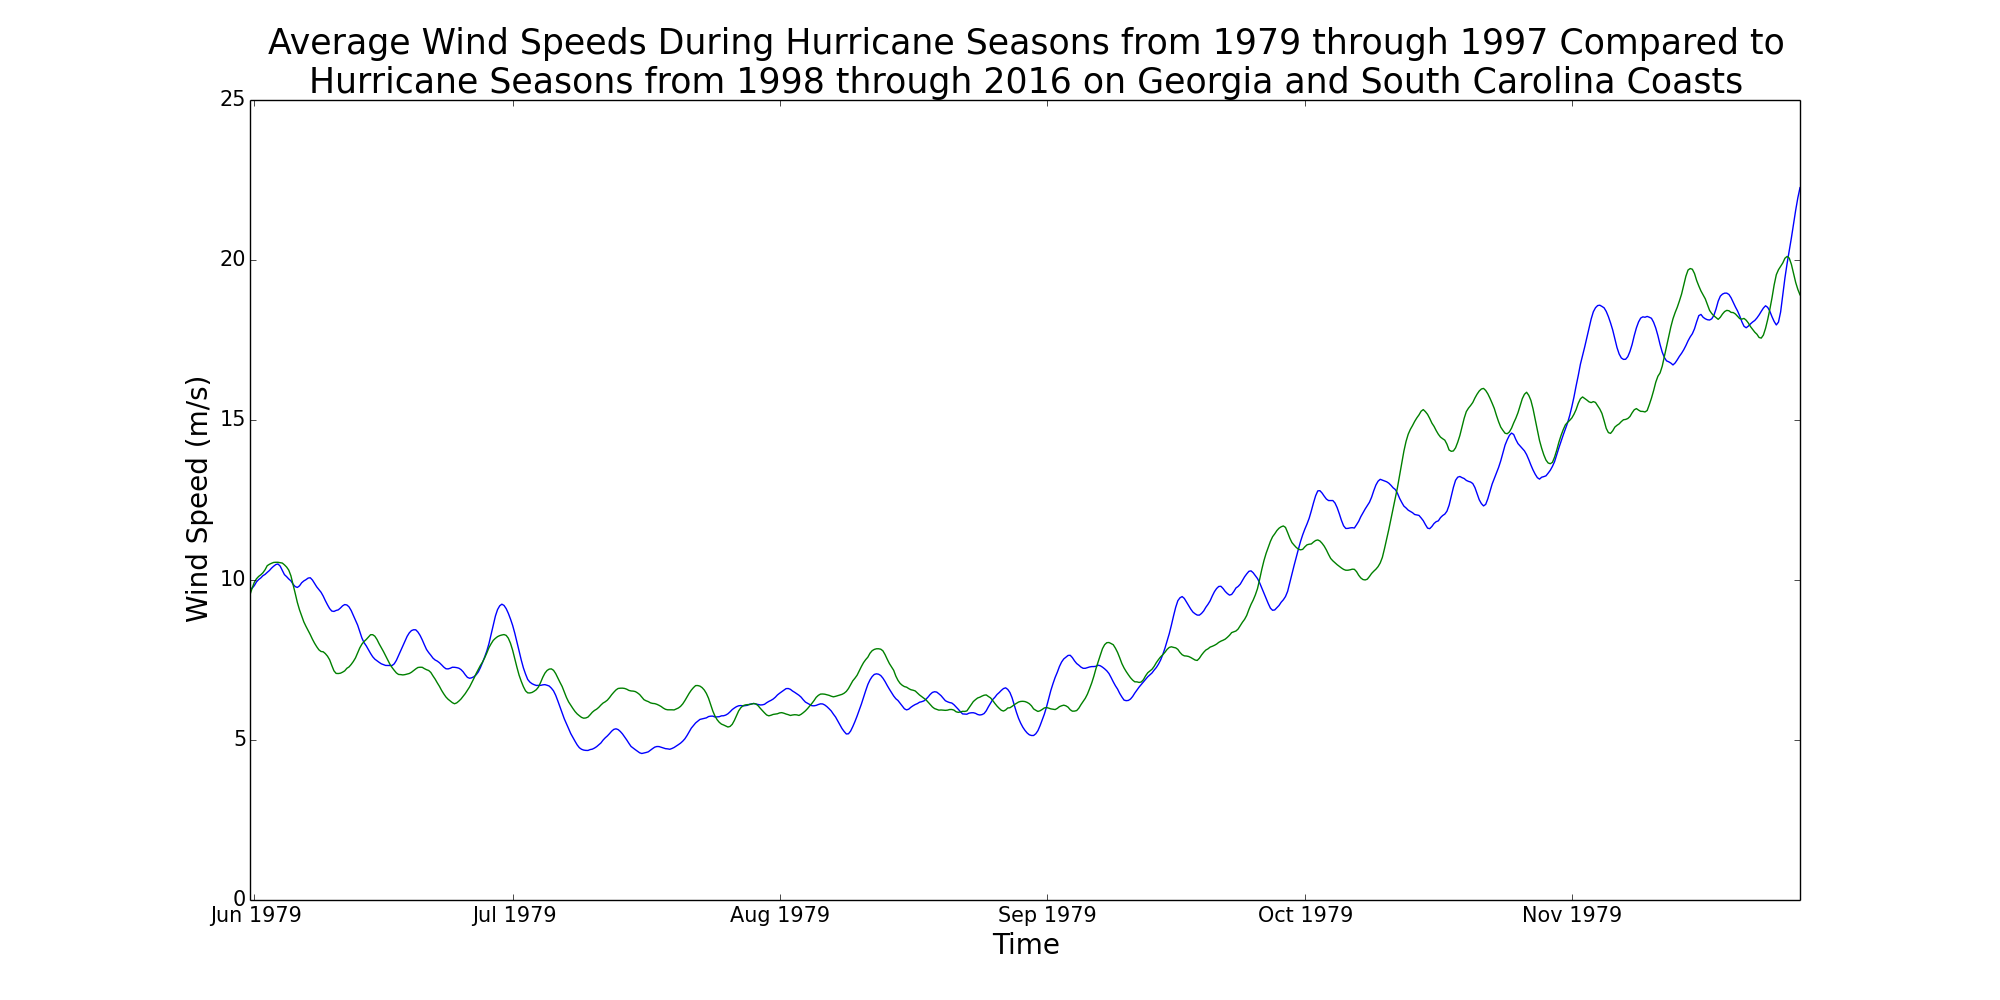 Average Wind Speeds During Hurricane Seasons from 1979 through 1997 Compared to
Hurricane Seasons from 1998 through 2016 on Georgia and South Carolina Coasts
25
20
15
10
5
0
Wind Speed (m/s)
Jun 1979 Jul 1979 Aug 1979 Sep 1979 Oct 1979 Nov 1979
Time